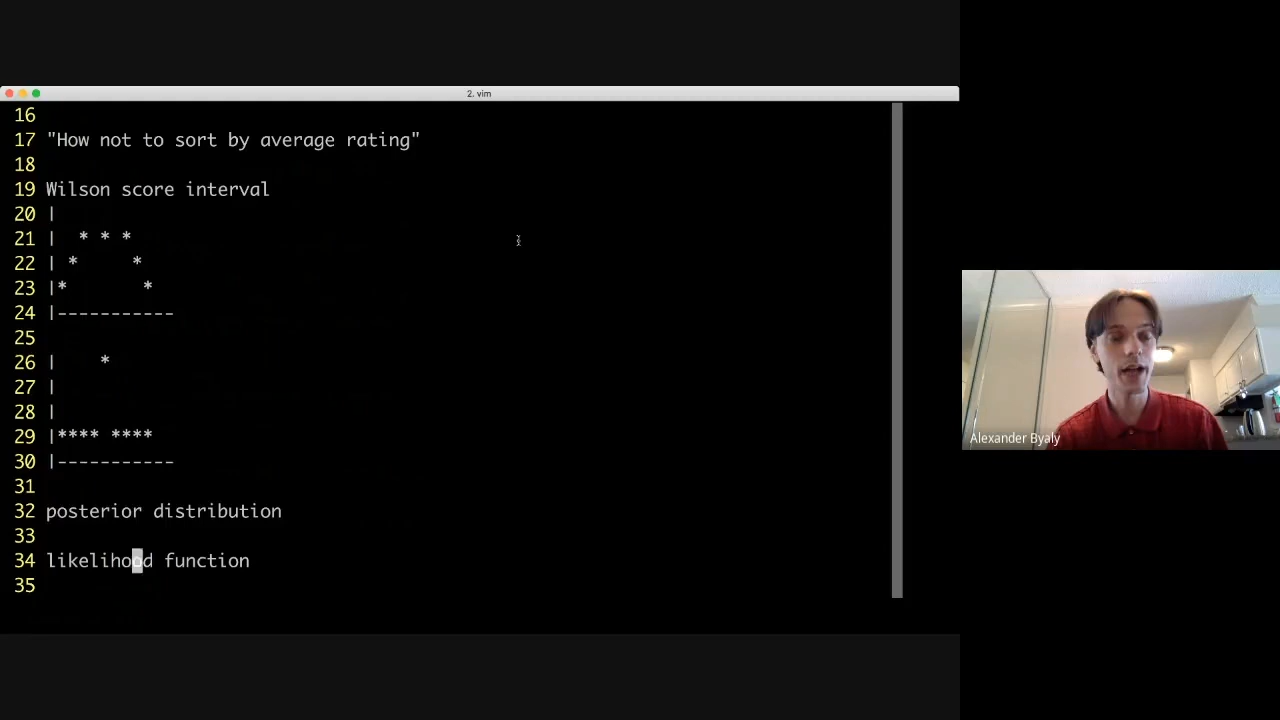 2. vim
16
17 "How not to sort by average rating"
18
19 Wilson score interval
20 |
21 |  * * *
22 | *     *
23 |*       *
24 |-----------
25
26 |    *
27 |
28 |
29 |**** ****
30 |-----------
31
32 posterior distribution
33
34 likelihood function
35
Alexander Byaly